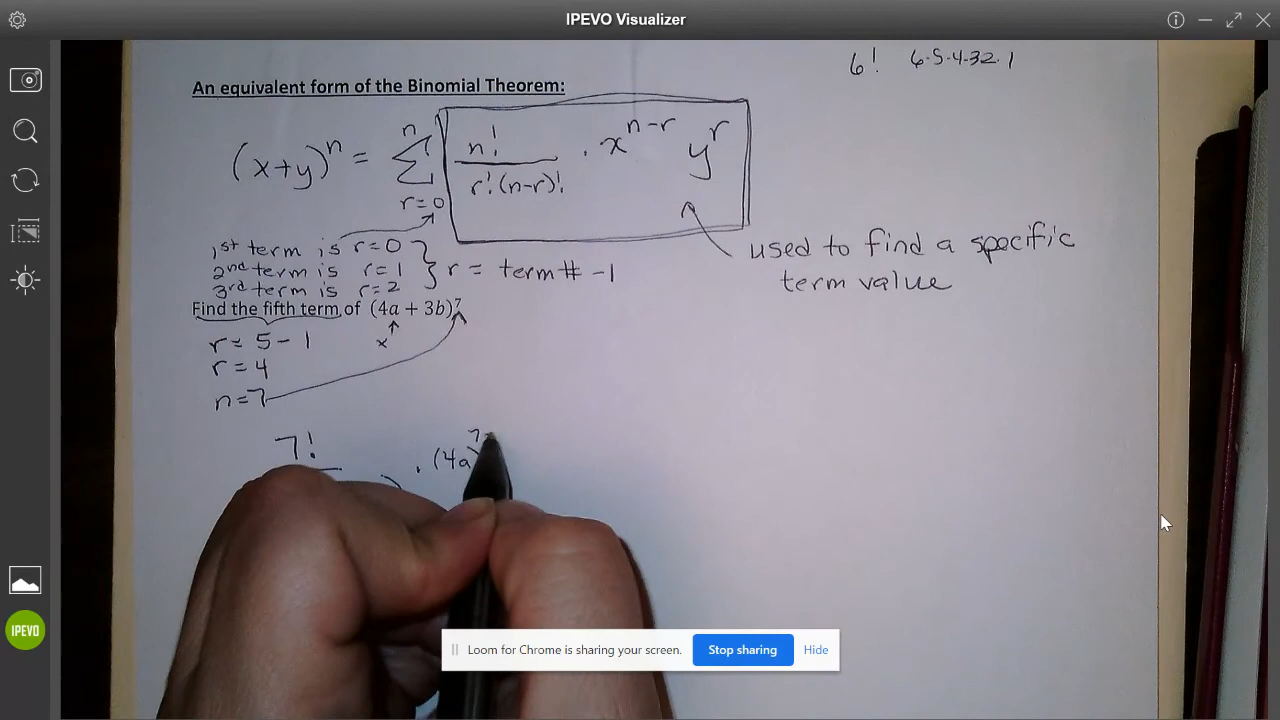 IPEVO Visualizer
6! 6·5·4·32·1
An equivalent form of the Binomial Theorem:
(x+y)^n = Σ_{r=0}^{n} n!/(r!(n-r)!) · x^{n-r} y^r
1st term is r=0
2nd term is r=1 } r = term# -1
3rd term is r=2
used to find a specific
term value
Find the fifth term of (4a + 3b)⁷
r = 5 - 1 x
r = 4
n = 7
7! · (4a)^7
IPEVO
Loom for Chrome is sharing your screen. Stop sharing Hide